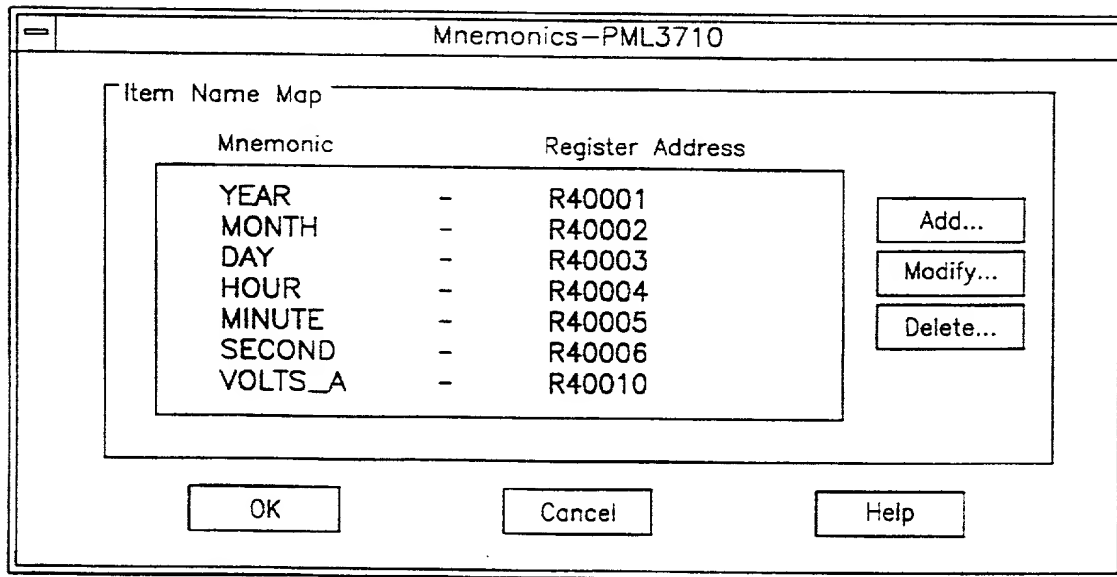 Mnemonics-PML3710
Item Name Map
Mnemonic Register Address
YEAR - R40001
MONTH - R40002
DAY - R40003
HOUR - R40004
MINUTE - R40005
SECOND - R40006
VOLTS_A - R40010
Add...
Modify...
Delete...
OK Cancel Help